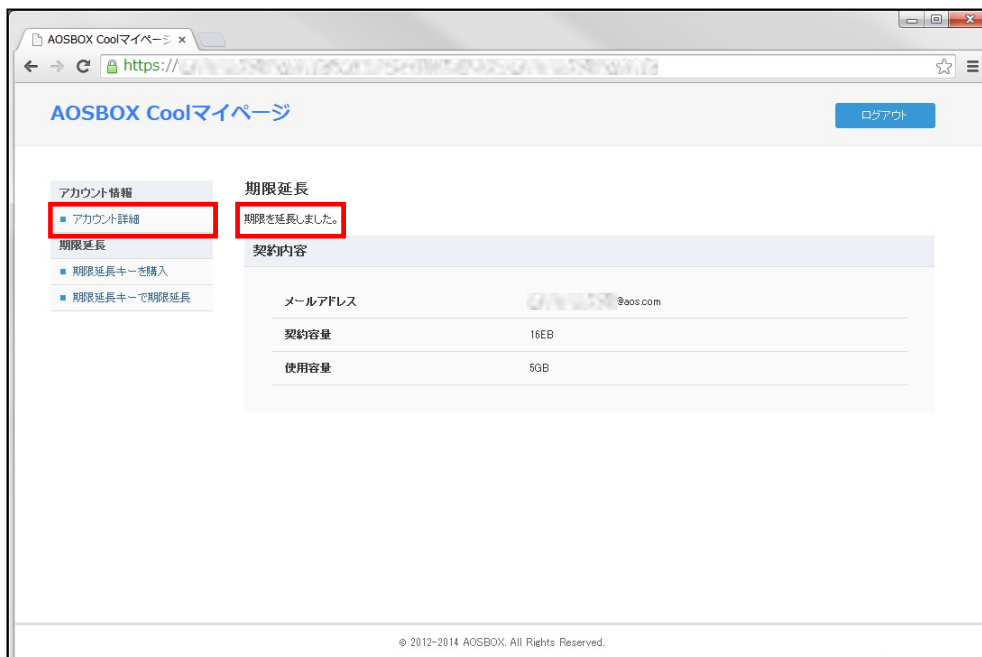 AOSBOX Coolマイページ
https://
AOSBOX Coolマイページ
ログアウト
アカウント情報
アカウント詳細
期限延長
期限延長キーを購入
期限延長キーで期限延長
期限延長
期限を延長しました。
契約内容
メールアドレス @aos.com
契約容量 16EB
使用容量 5GB
© 2012-2014 AOSBOX. All Rights Reserved.